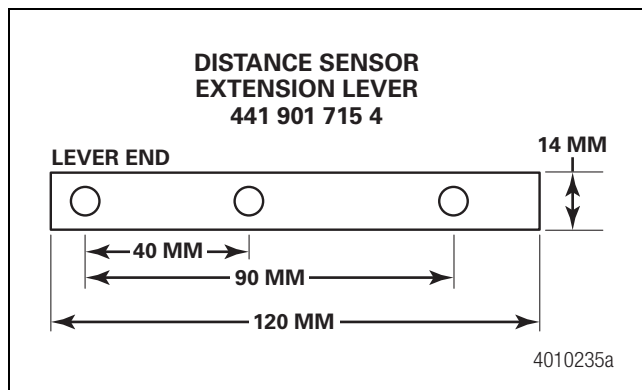 DISTANCE SENSOR
EXTENSION LEVER
441 901 715 4
14 MM
LEVER END
40 MM
90 MM
120 MM
4010235a